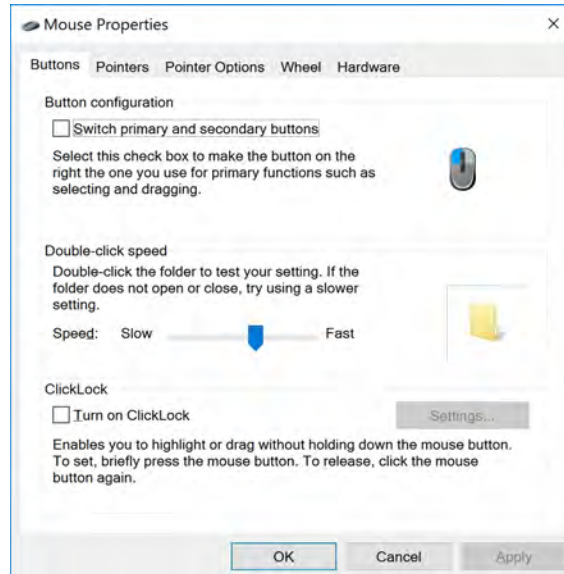 Mouse Properties
Buttons Pointers Pointer Options Wheel Hardware
Button configuration
Switch primary and secondary buttons
Select this check box to make the button on the
right the one you use for primary functions such as
selecting and dragging.
Double-click speed
Double-click the folder to test your setting. If the
folder does not open or close, try using a slower
setting.
Speed: Slow Fast
ClickLock
Turn on ClickLock Settings...
Enables you to highlight or drag without holding down the mouse button.
To set, briefly press the mouse button. To release, click the mouse
button again.
OK Cancel Apply